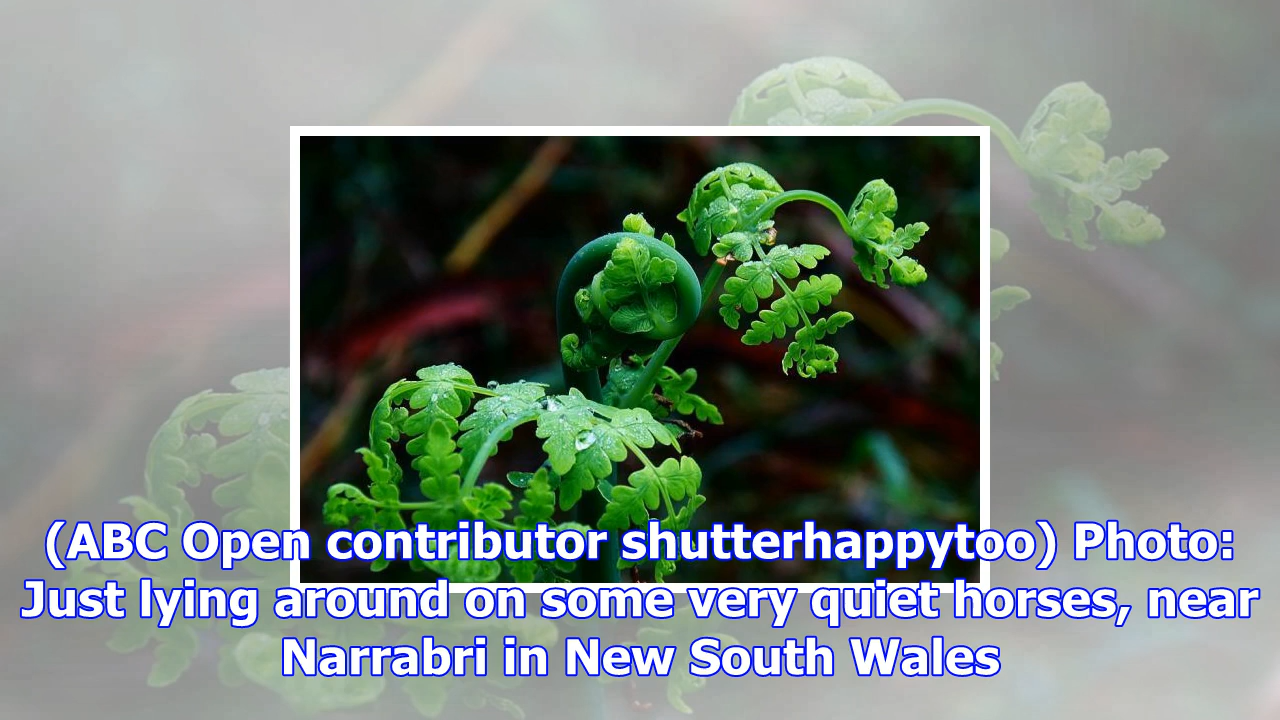 (ABC Open contributor shutterhappytoo) Photo:
Just lying around on some very quiet horses, near
Narrabri in New South Wales